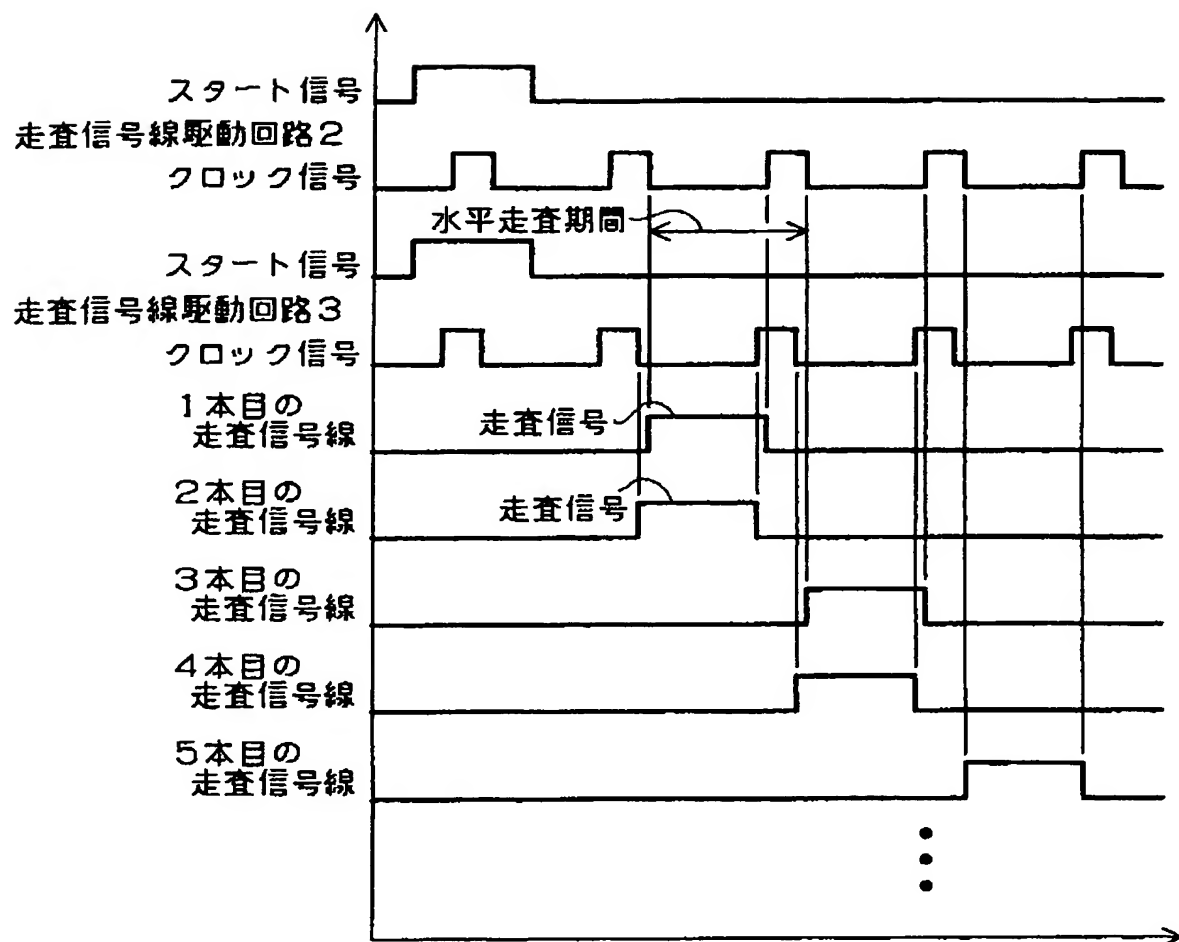 スタート信号
走査信号線駆動回路2
クロック信号
水平走査期間
スタート信号
走査信号線駆動回路3
クロック信号
1本目の
走査信号線
走査信号
2本目の
走査信号線
走査信号
3本目の
走査信号線
4本目の
走査信号線
5本目の
走査信号線